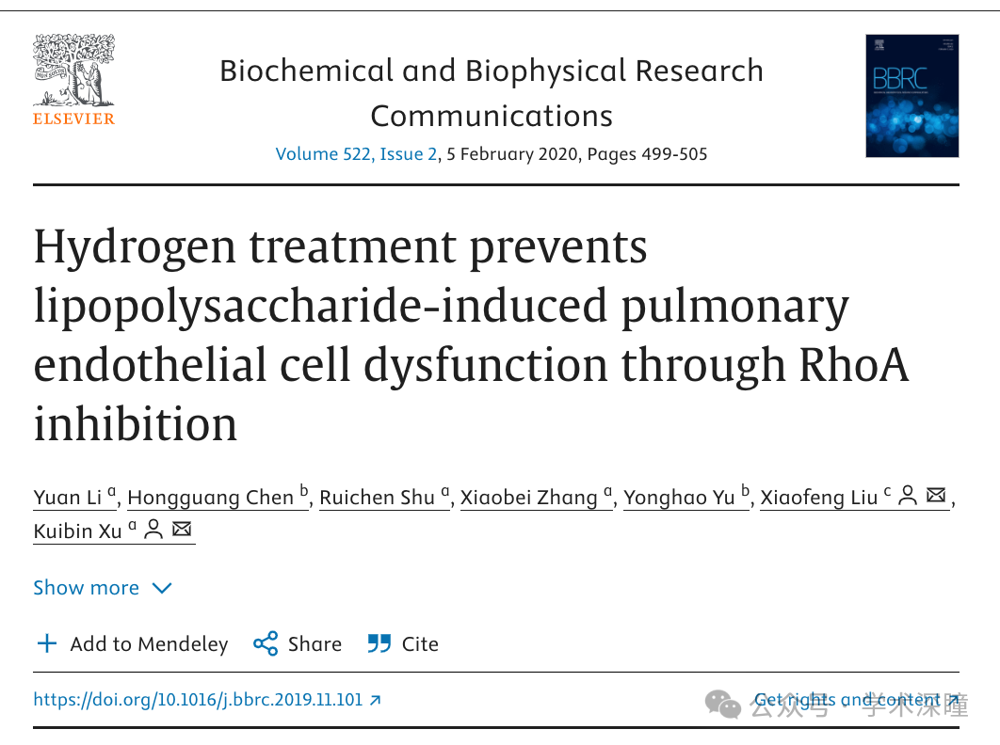 Biochemical and Biophysical Research
Communications
Volume 522, Issue 2, 5 February 2020, Pages 499-505
ELSEVIER
BBRC
Hydrogen treatment prevents
lipopolysaccharide-induced pulmonary
endothelial cell dysfunction through RhoA
inhibition
Yuan Li a, Hongguang Chen b, Ruichen Shu a, Xiaobei Zhang a, Yonghao Yu b, Xiaofeng Liu c,
Kuibin Xu a
Show more
Add to Mendeley Share Cite
https://doi.org/10.1016/j.bbrc.2019.11.101
Get rights and content
公众号 · 学术深瞳